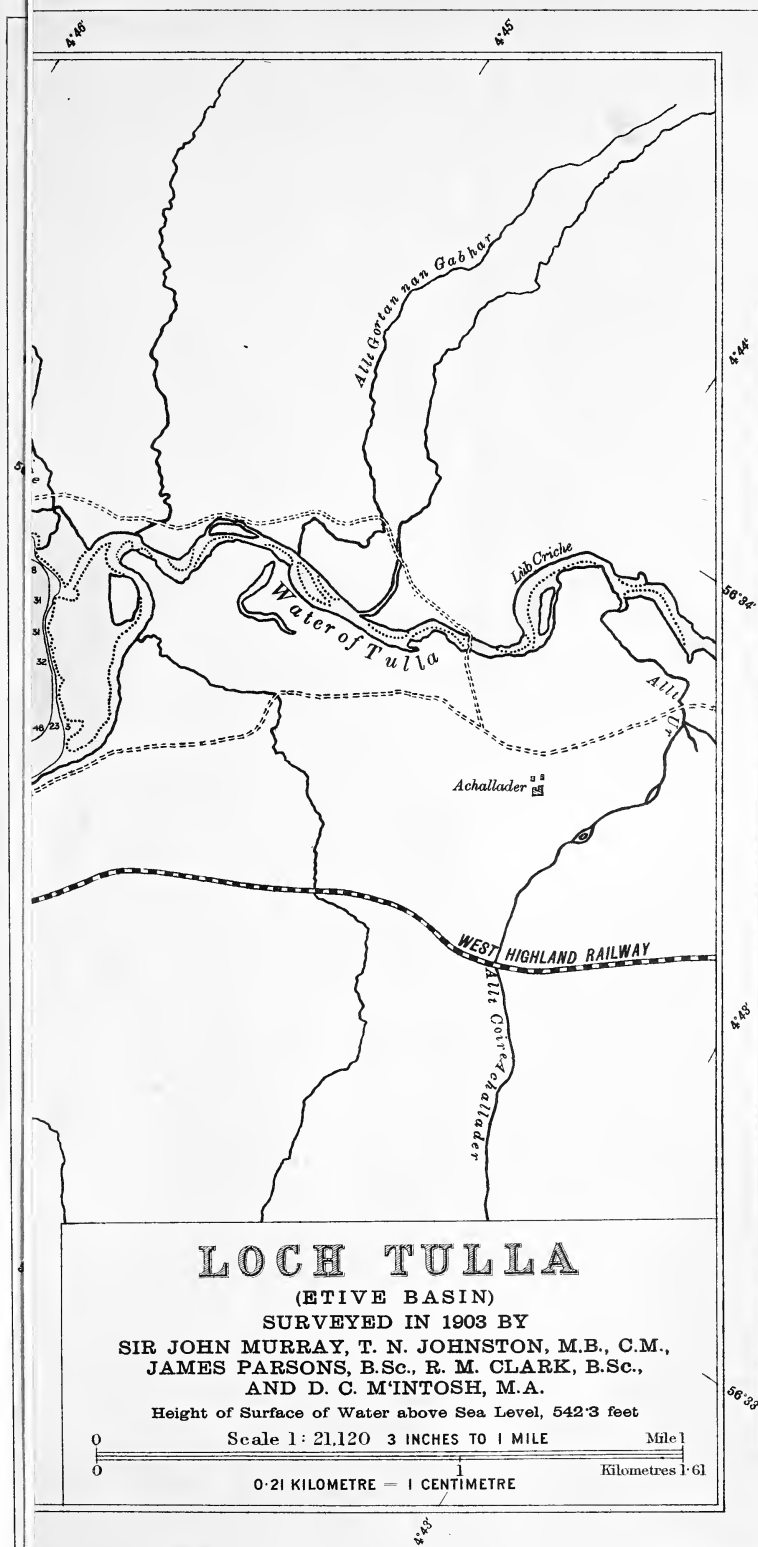 4°46'
4°45'
Allt Gortan nan Gabhar
4°44'
Lùb Criche
56°34'
Water of Tulla
8
31
31
32
48 23 3
Allt Ur
Achallader
WEST HIGHLAND RAILWAY
Allt Coire Achallader
4°43'
LOCH TULLA
(ETIVE BASIN)
SURVEYED IN 1903 BY
SIR JOHN MURRAY, T. N. JOHNSTON, M.B., C.M.,
JAMES PARSONS, B.Sc., R. M. CLARK, B.Sc.,
AND D. C. M'INTOSH, M.A.
Height of Surface of Water above Sea Level, 542·3 feet
56°33'
0 Scale 1 : 21,120 3 INCHES TO 1 MILE Mile 1
0 1 Kilometres 1·61
0·21 KILOMETRE = 1 CENTIMETRE
4°43'